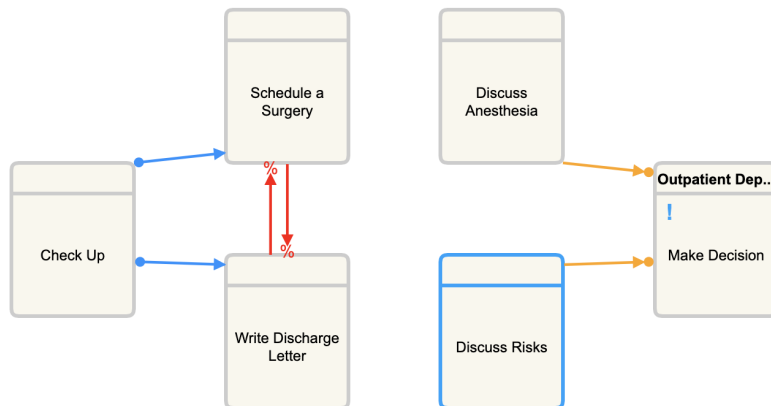 Schedule a
Surgery
Discuss
Anesthesia
%
Outpatient Dep..
!
Check Up
Make Decision
%
Write Discharge
Letter
Discuss Risks